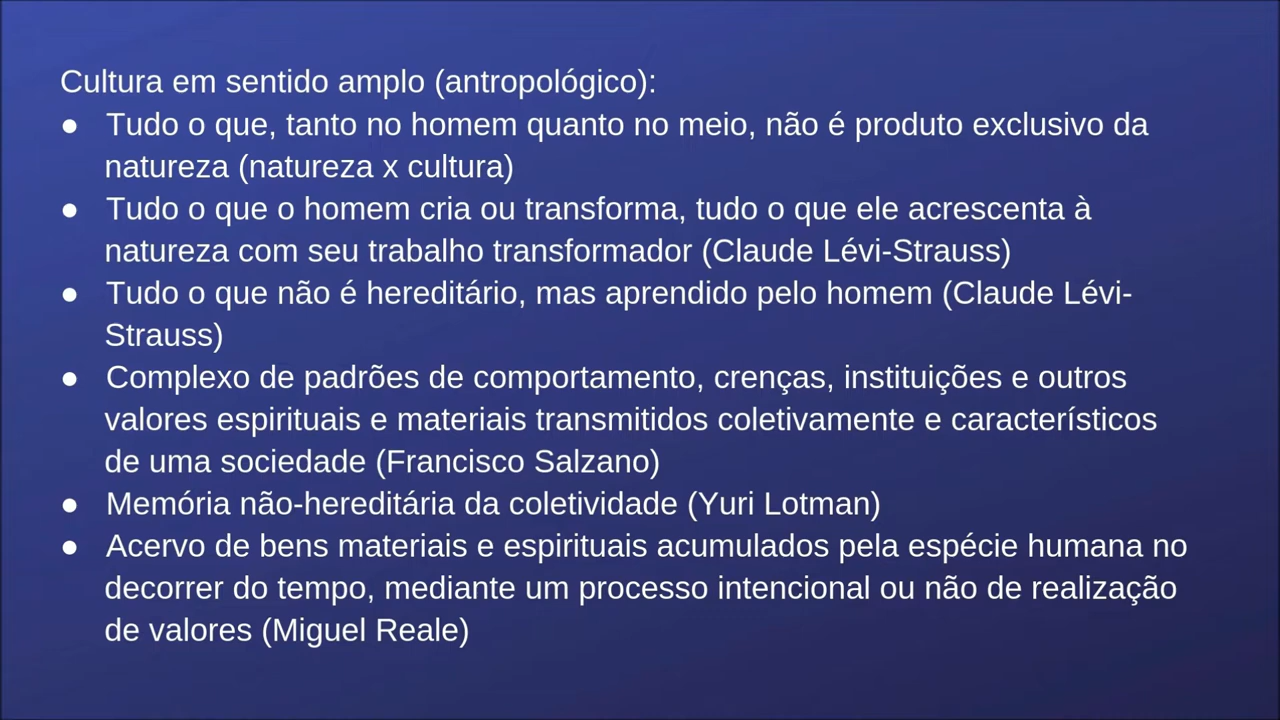 Cultura em sentido amplo (antropológico):
● Tudo o que, tanto no homem quanto no meio, não é produto exclusivo da
natureza (natureza x cultura)
● Tudo o que o homem cria ou transforma, tudo o que ele acrescenta à
natureza com seu trabalho transformador (Claude Lévi-Strauss)
● Tudo o que não é hereditário, mas aprendido pelo homem (Claude Lévi-
Strauss)
● Complexo de padrões de comportamento, crenças, instituições e outros
valores espirituais e materiais transmitidos coletivamente e característicos
de uma sociedade (Francisco Salzano)
● Memória não-hereditária da coletividade (Yuri Lotman)
● Acervo de bens materiais e espirituais acumulados pela espécie humana no
decorrer do tempo, mediante um processo intencional ou não de realização
de valores (Miguel Reale)